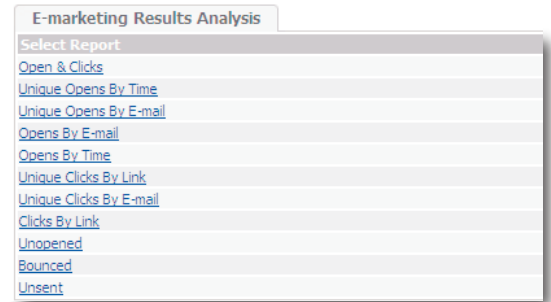 E-marketing Results Analysis
Select Report
Open & Clicks
Unique Opens By Time
Unique Opens By E-mail
Opens By E-mail
Opens By Time
Unique Clicks By Link
Unique Clicks By E-mail
Clicks By Link
Unopened
Bounced
Unsent